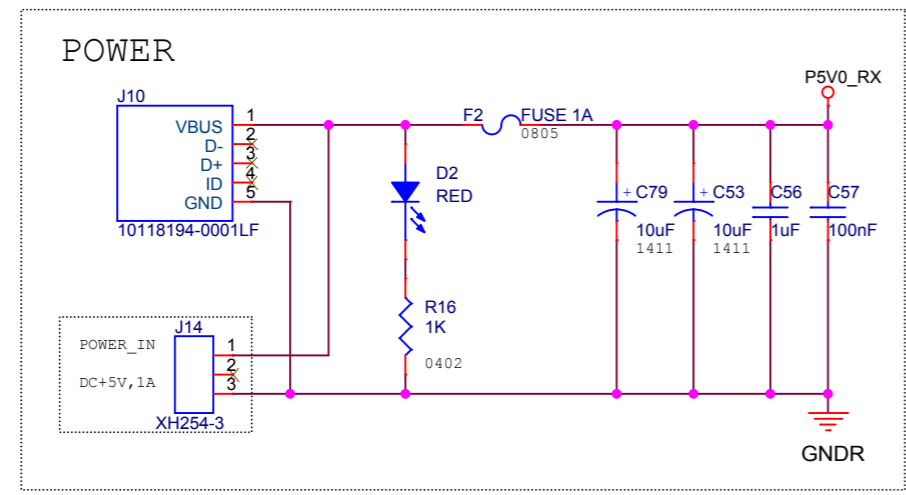 POWER
P5V0_RX
J10
VBUS 1
D- 2
D+ 3
ID 4
GND 5
10118194-0001LF
F2 FUSE 1A
0805
D2
RED
+ C79
10uF
1411
+ C53
10uF
1411
C56
1uF
C57
100nF
R16
1K
0402
J14
POWER_IN 1
2
DC+5V,1A 3
XH254-3
GNDR